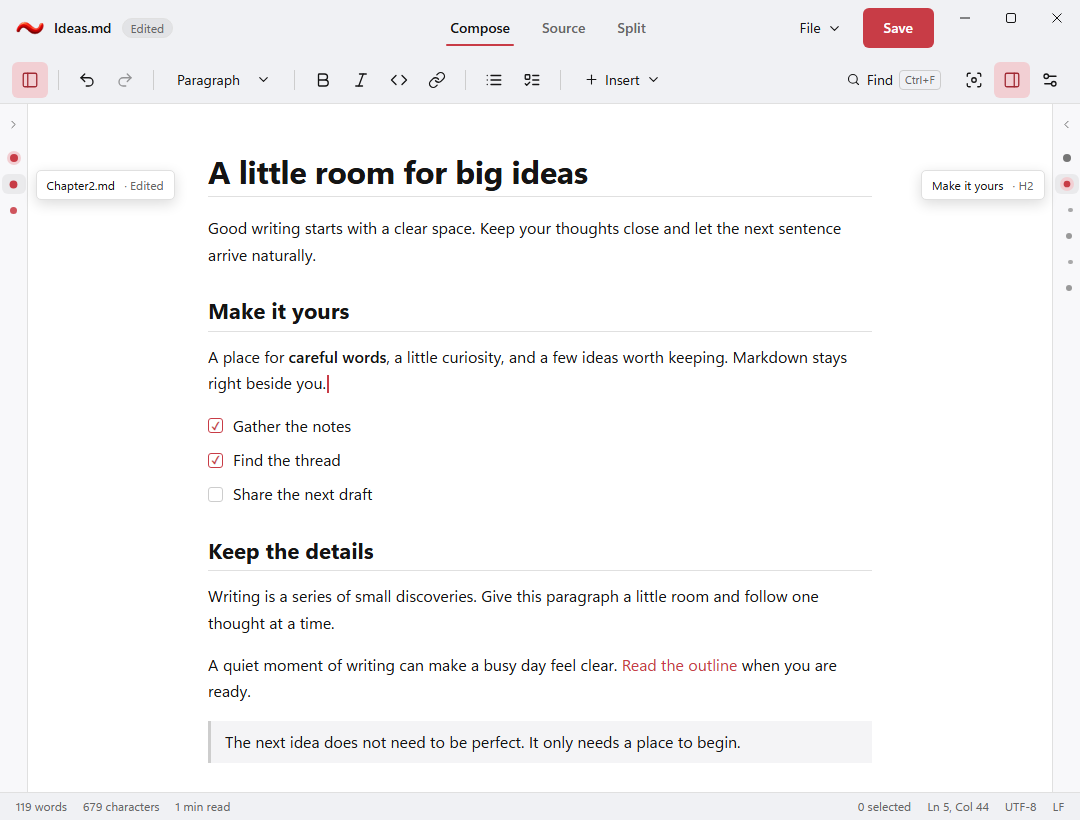 Ideas.md Edited Compose Source Split File Save
Paragraph Insert Find Ctrl+F
Chapter2.md · Edited
Make it yours · H2
A little room for big ideas
Good writing starts with a clear space. Keep your thoughts close and let the next sentence
arrive naturally.
Make it yours
A place for careful words, a little curiosity, and a few ideas worth keeping. Markdown stays
right beside you.
Gather the notes
Find the thread
Share the next draft
Keep the details
Writing is a series of small discoveries. Give this paragraph a little room and follow one
thought at a time.
A quiet moment of writing can make a busy day feel clear. Read the outline when you are
ready.
The next idea does not need to be perfect. It only needs a place to begin.
119 words 679 characters 1 min read 0 selected Ln 5, Col 44 UTF-8 LF